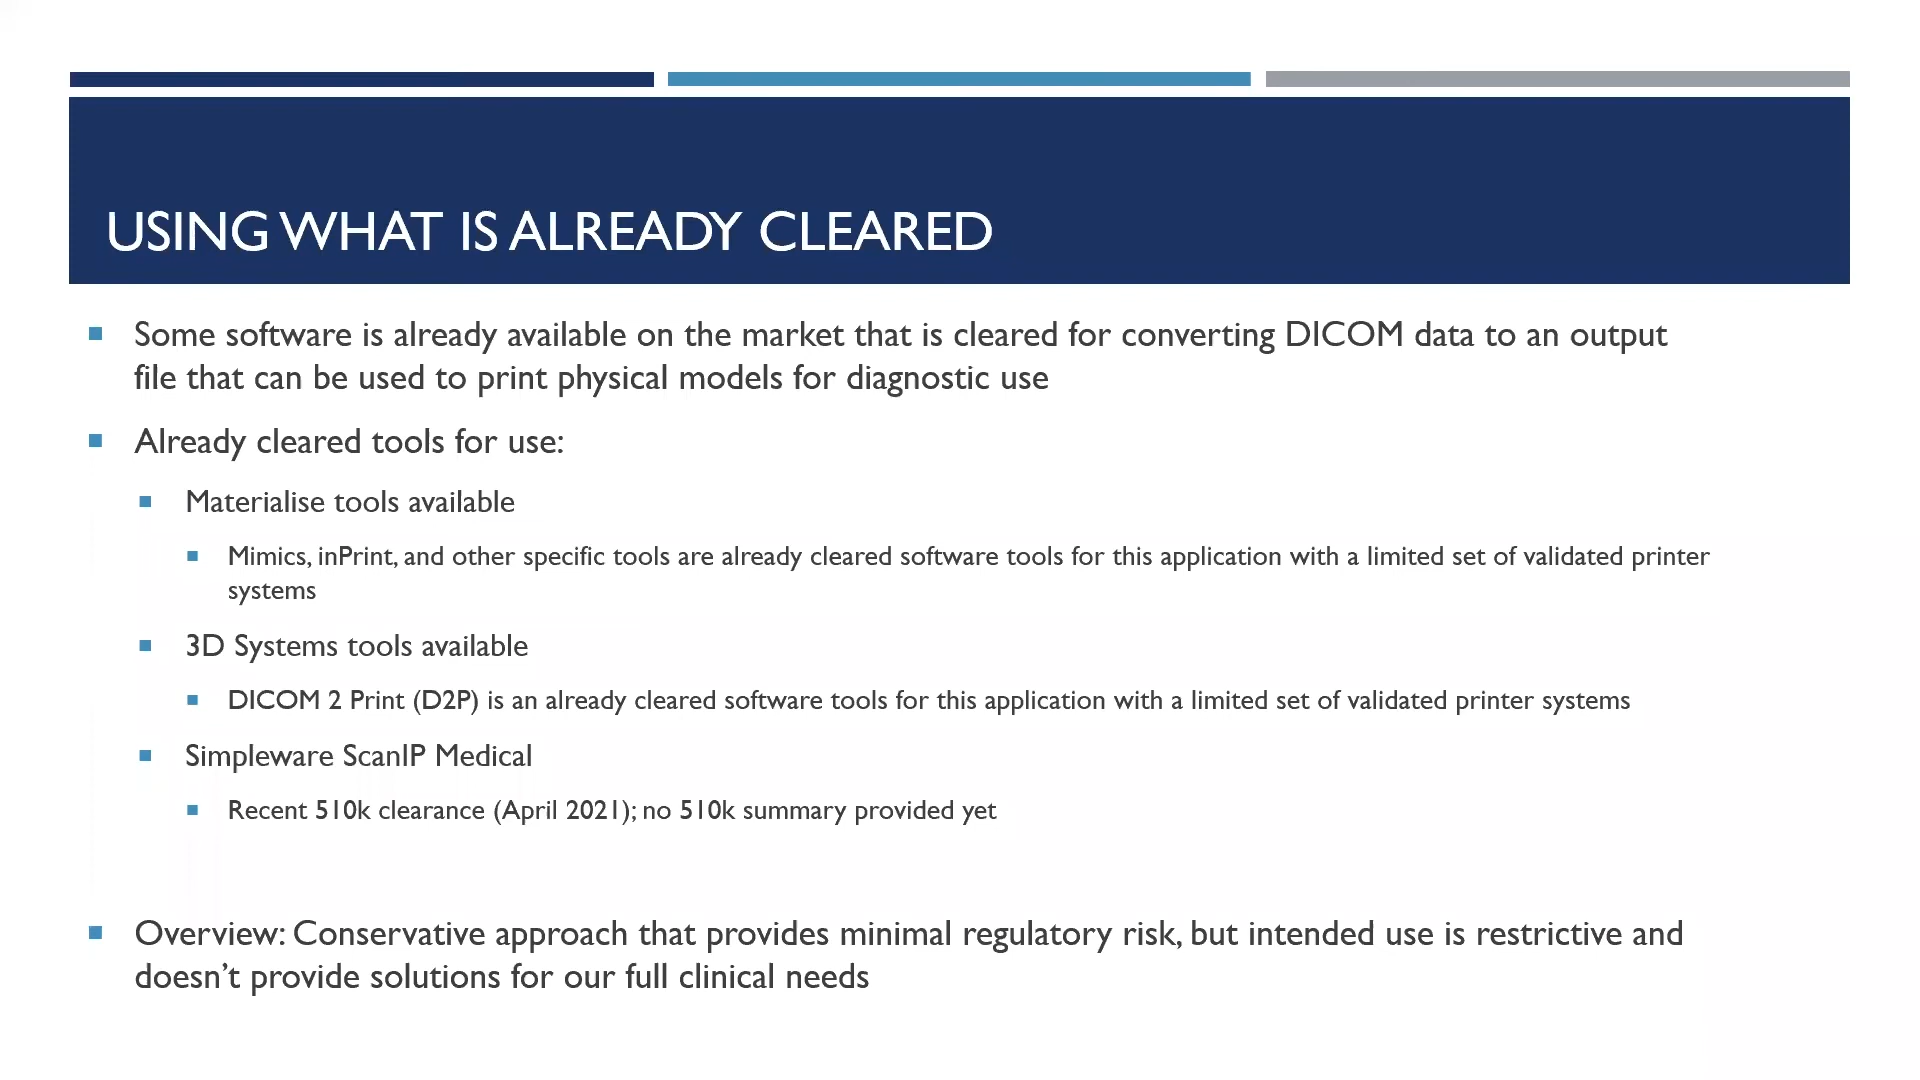 USING WHAT IS ALREADY CLEARED
Some software is already available on the market that is cleared for converting DICOM data to an output
file that can be used to print physical models for diagnostic use
Already cleared tools for use:
Materialise tools available
Mimics, inPrint, and other specific tools are already cleared software tools for this application with a limited set of validated printer
systems
3D Systems tools available
DICOM 2 Print (D2P) is an already cleared software tools for this application with a limited set of validated printer systems
Simpleware ScanIP Medical
Recent 510k clearance (April 2021); no 510k summary provided yet
Overview: Conservative approach that provides minimal regulatory risk, but intended use is restrictive and
doesn't provide solutions for our full clinical needs